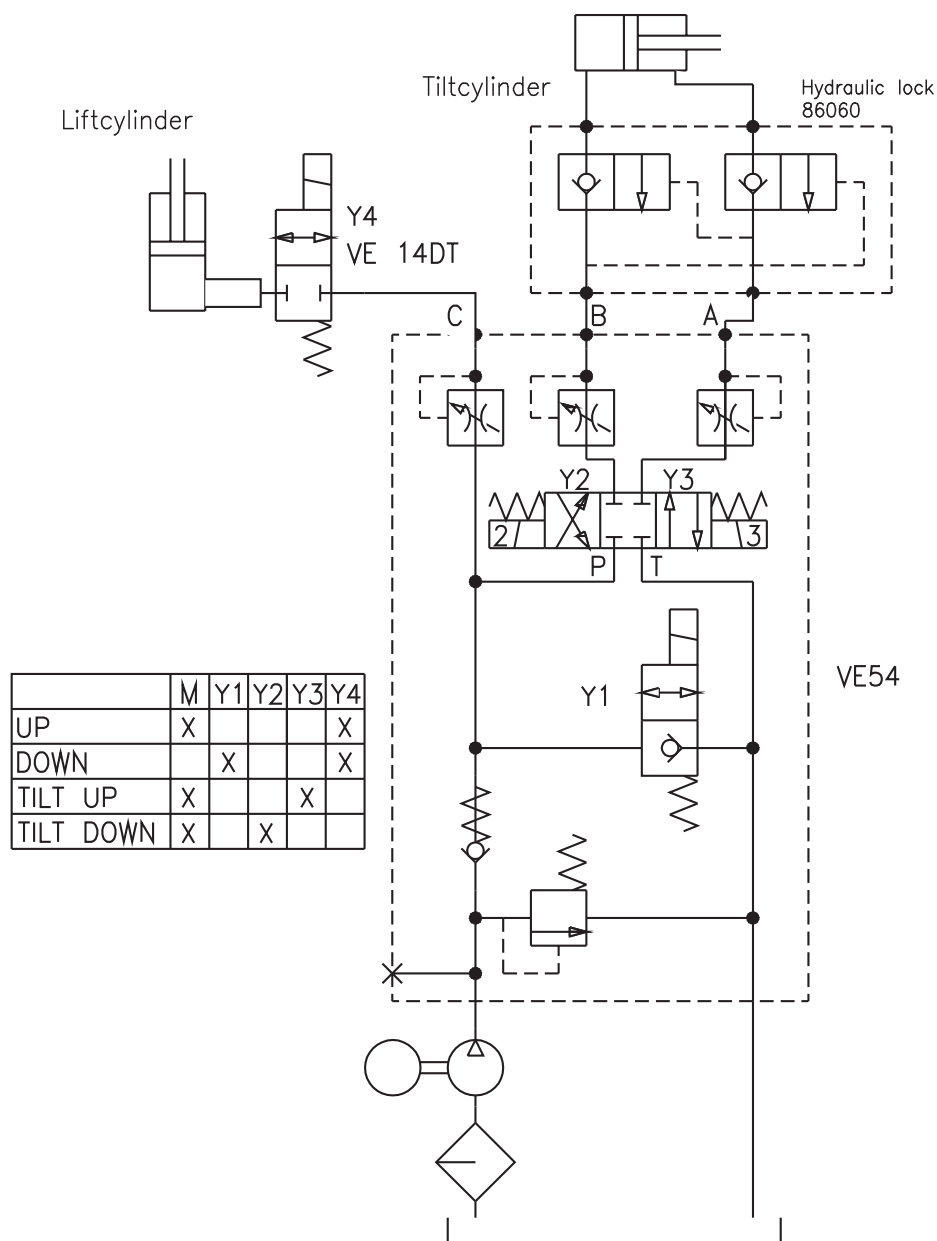 Tiltcylinder
Hydraulic lock
86060
Liftcylinder
Y4
VE 14DT
C
B
A
Y2
Y3
2
3
P
T
Y1
VE54
M Y1 Y2 Y3 Y4
UP X X
DOWN X X
TILT UP X X
TILT DOWN X X